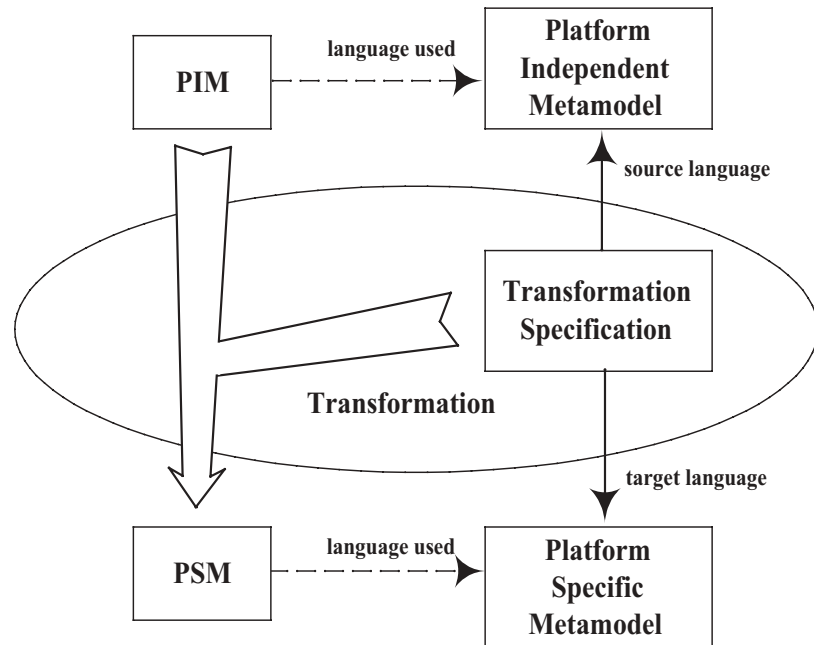 PIM
language used
Platform
Independent
Metamodel
source language
Transformation
Specification
Transformation
target language
PSM
language used
Platform
Specific
Metamodel